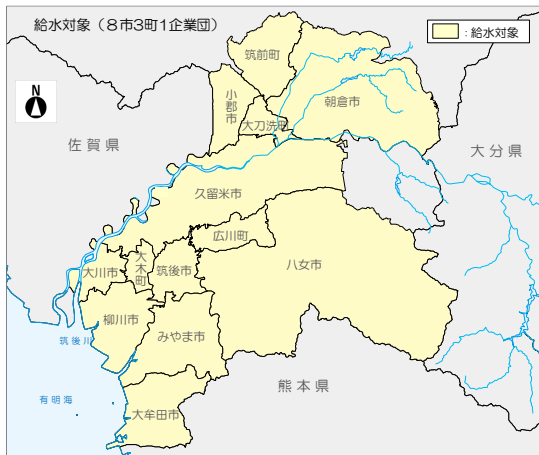 給水対象（８市３町１企業団）
：給水対象
N
筑前町
小郡市
大刀洗町
朝倉市
佐賀県
大分県
久留米市
広川町
大川市
大木町
筑後市
八女市
柳川市
みやま市
筑後川
有明海
大牟田市
熊本県